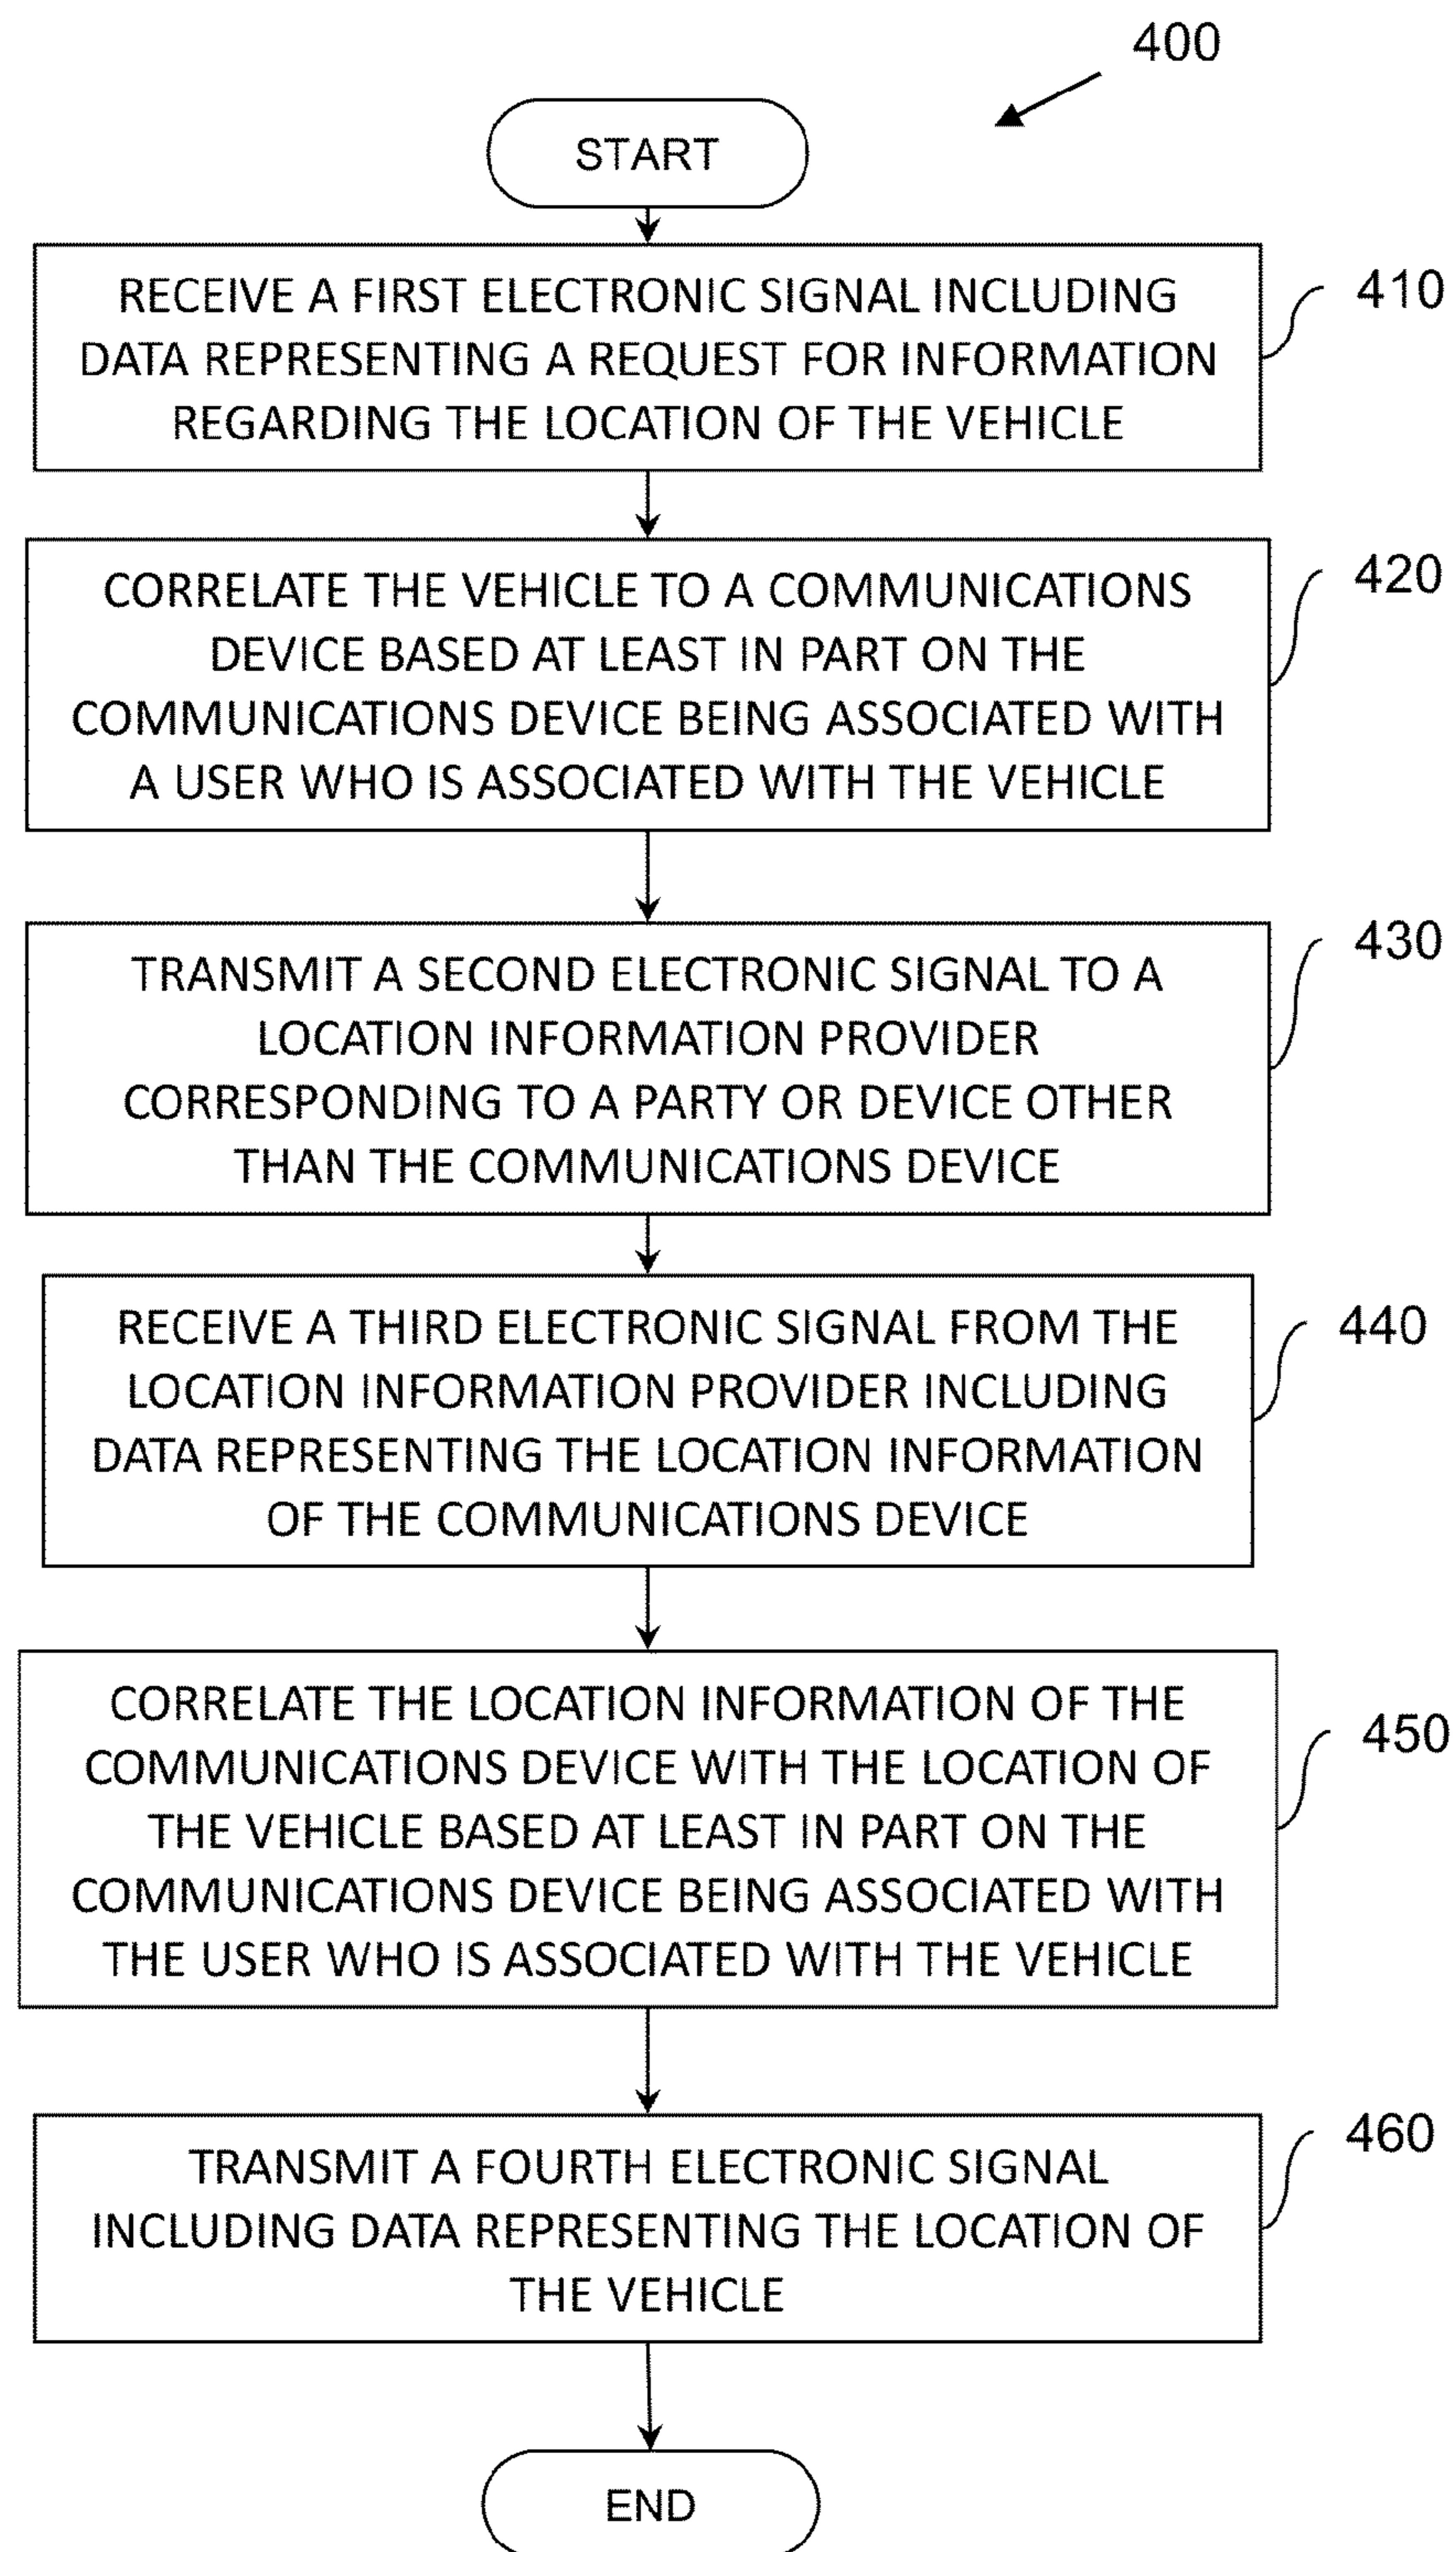 400
START
RECEIVE A FIRST ELECTRONIC SIGNAL INCLUDING
DATA REPRESENTING A REQUEST FOR INFORMATION
REGARDING THE LOCATION OF THE VEHICLE
410
CORRELATE THE VEHICLE TO A COMMUNICATIONS
DEVICE BASED AT LEAST IN PART ON THE
COMMUNICATIONS DEVICE BEING ASSOCIATED WITH
A USER WHO IS ASSOCIATED WITH THE VEHICLE
420
TRANSMIT A SECOND ELECTRONIC SIGNAL TO A
LOCATION INFORMATION PROVIDER
CORRESPONDING TO A PARTY OR DEVICE OTHER
THAN THE COMMUNICATIONS DEVICE
430
RECEIVE A THIRD ELECTRONIC SIGNAL FROM THE
LOCATION INFORMATION PROVIDER INCLUDING
DATA REPRESENTING THE LOCATION INFORMATION
OF THE COMMUNICATIONS DEVICE
440
CORRELATE THE LOCATION INFORMATION OF THE
COMMUNICATIONS DEVICE WITH THE LOCATION OF
THE VEHICLE BASED AT LEAST IN PART ON THE
COMMUNICATIONS DEVICE BEING ASSOCIATED WITH
THE USER WHO IS ASSOCIATED WITH THE VEHICLE
450
TRANSMIT A FOURTH ELECTRONIC SIGNAL
INCLUDING DATA REPRESENTING THE LOCATION OF
THE VEHICLE
460
END